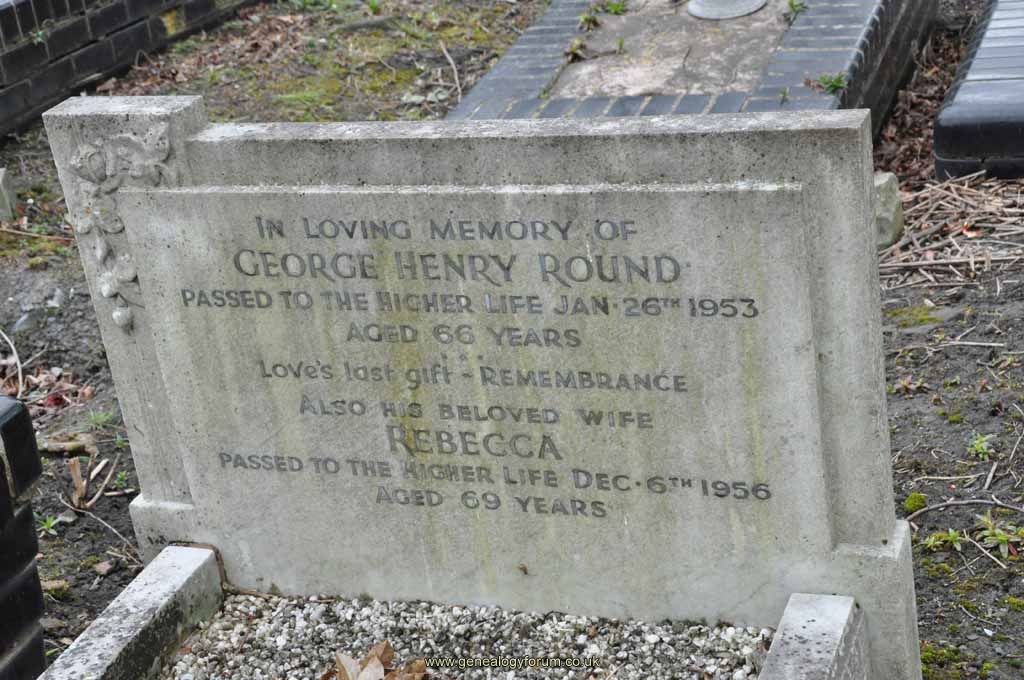 IN LOVING MEMORY OF
GEORGE HENRY ROUND
PASSED TO THE HIGHER LIFE JAN·26TH 1953
AGED 66 YEARS
LOVE'S last gift - REMEMBRANCE
ALSO HIS BELOVED WIFE
REBECCA
PASSED TO THE HIGHER LIFE DEC·6TH 1956
AGED 69 YEARS
www.genealogyforum.co.uk